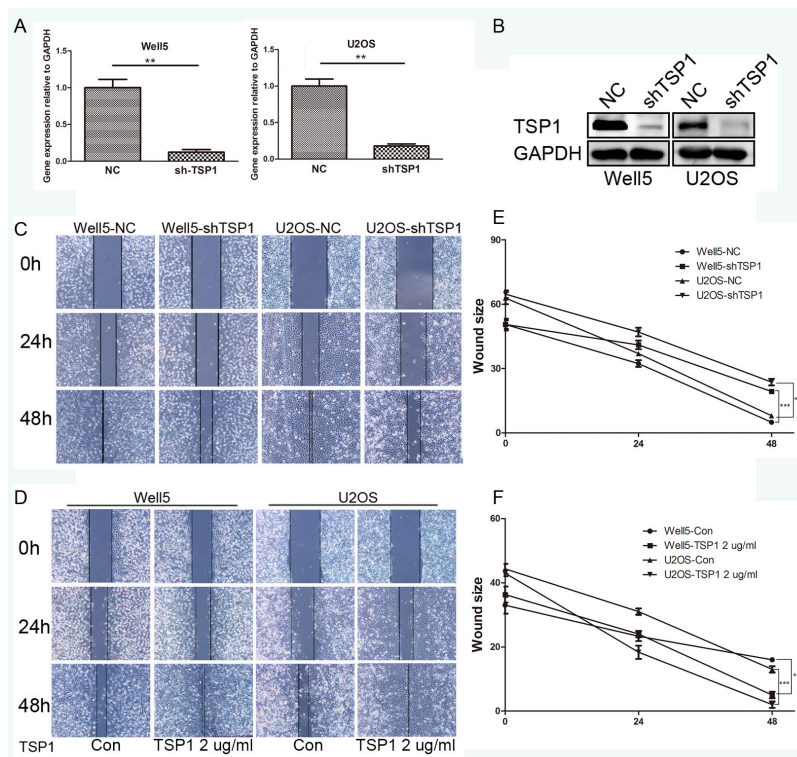 A
Well5
Gene expression relative to GAPDH
1.5
1.0
0.5
0.0
**
NC
sh-TSP1
U2OS
Gene expression relative to GAPDH
1.5
1.0
0.5
0.0
**
NC
shTSP1
B
NC
shTSP1
NC
shTSP1
TSP1
GAPDH
Well5
U2OS
C
Well5-NC
Well5-shTSP1
U2OS-NC
U2OS-shTSP1
0h
24h
48h
E
Wound size
90
60
30
0
0
24
48
Well5-NC
Well5-shTSP1
U2OS-NC
U2OS-shTSP1
***
*
D
Well5
U2OS
0h
24h
48h
TSP1
Con
TSP1 2 ug/ml
Con
TSP1 2 ug/ml
F
Wound size
60
40
20
0
0
24
48
Well5-Con
Well5-TSP1 2 ug/ml
U2OS-Con
U2OS-TSP1 2 ug/ml
***
*